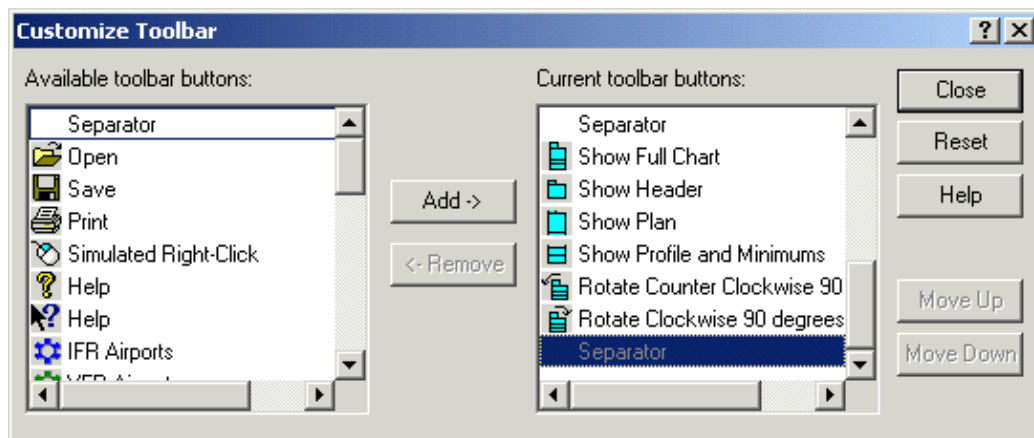 Customize Toolbar
Available toolbar buttons:
Separator
Open
Save
Print
Simulated Right-Click
Help
Help
IFR Airports
Add ->
<- Remove
Current toolbar buttons:
Separator
Show Full Chart
Show Header
Show Plan
Show Profile and Minimums
Rotate Counter Clockwise 90
Rotate Clockwise 90 degrees
Separator
Close
Reset
Help
Move Up
Move Down